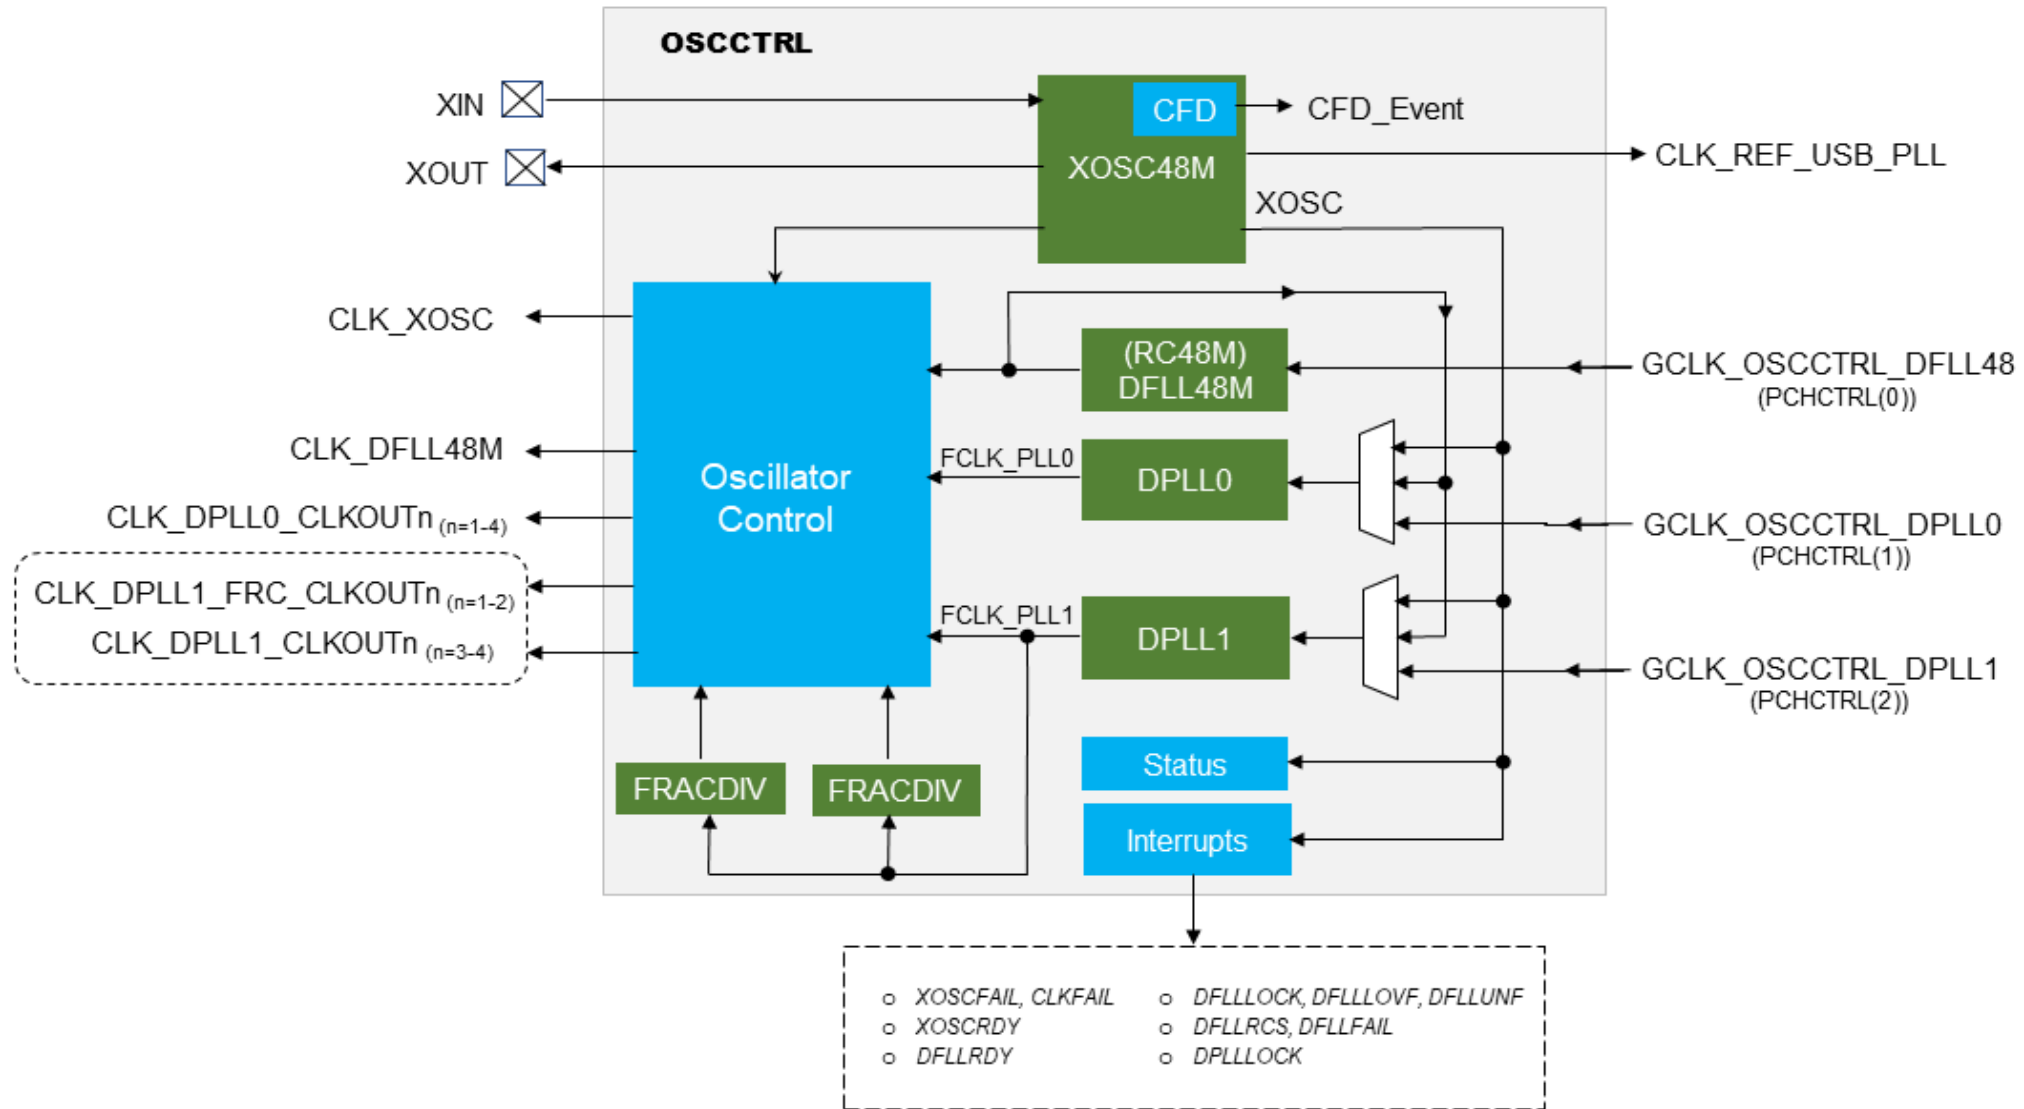 OSCCTRL
XIN
CFD
CFD_Event
XOUT
XOSC48M
CLK_REF_USB_PLL
XOSC
CLK_XOSC
(RC48M)
DFLL48M
GCLK_OSCCTRL_DFLL48
(PCHCTRL(0))
CLK_DFLL48M
Oscillator
Control
FCLK_PLL0
DPLL0
CLK_DPLL0_CLKOUTn (n=1-4)
GCLK_OSCCTRL_DPLL0
(PCHCTRL(1))
CLK_DPLL1_FRC_CLKOUTn (n=1-2)
CLK_DPLL1_CLKOUTn (n=3-4)
FCLK_PLL1
DPLL1
GCLK_OSCCTRL_DPLL1
(PCHCTRL(2))
FRACDIV
FRACDIV
Status
Interrupts
XOSCFAIL, CLKFAIL
XOSCRDY
DFLLRDY
DFLLLOCK, DFLLLOVF, DFLLUNF
DFLLRCS, DFLLFAIL
DPLLLOCK